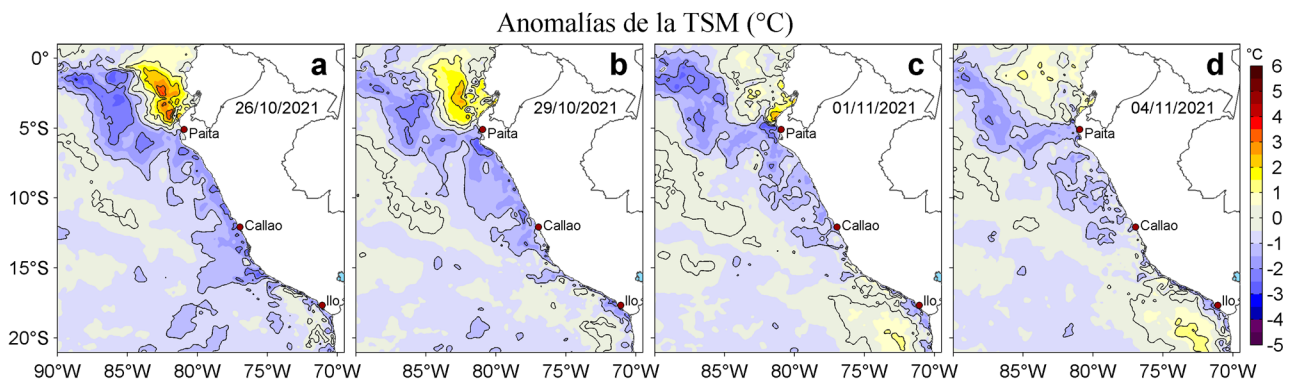 Anomalías de la TSM (°C)
a
26/10/2021
Paita
Callao
Ilo
b
29/10/2021
Paita
Callao
Ilo
c
01/11/2021
Paita
Callao
Ilo
d
04/11/2021
Paita
Callao
Ilo
0°
5°S
10°S
15°S
20°S
90°W 85°W 80°W 75°W 70°W
85°W 80°W 75°W 70°W
85°W 80°W 75°W 70°W
85°W 80°W 75°W 70°W
°C
6
5
4
3
2
1
0
-1
-2
-3
-4
-5